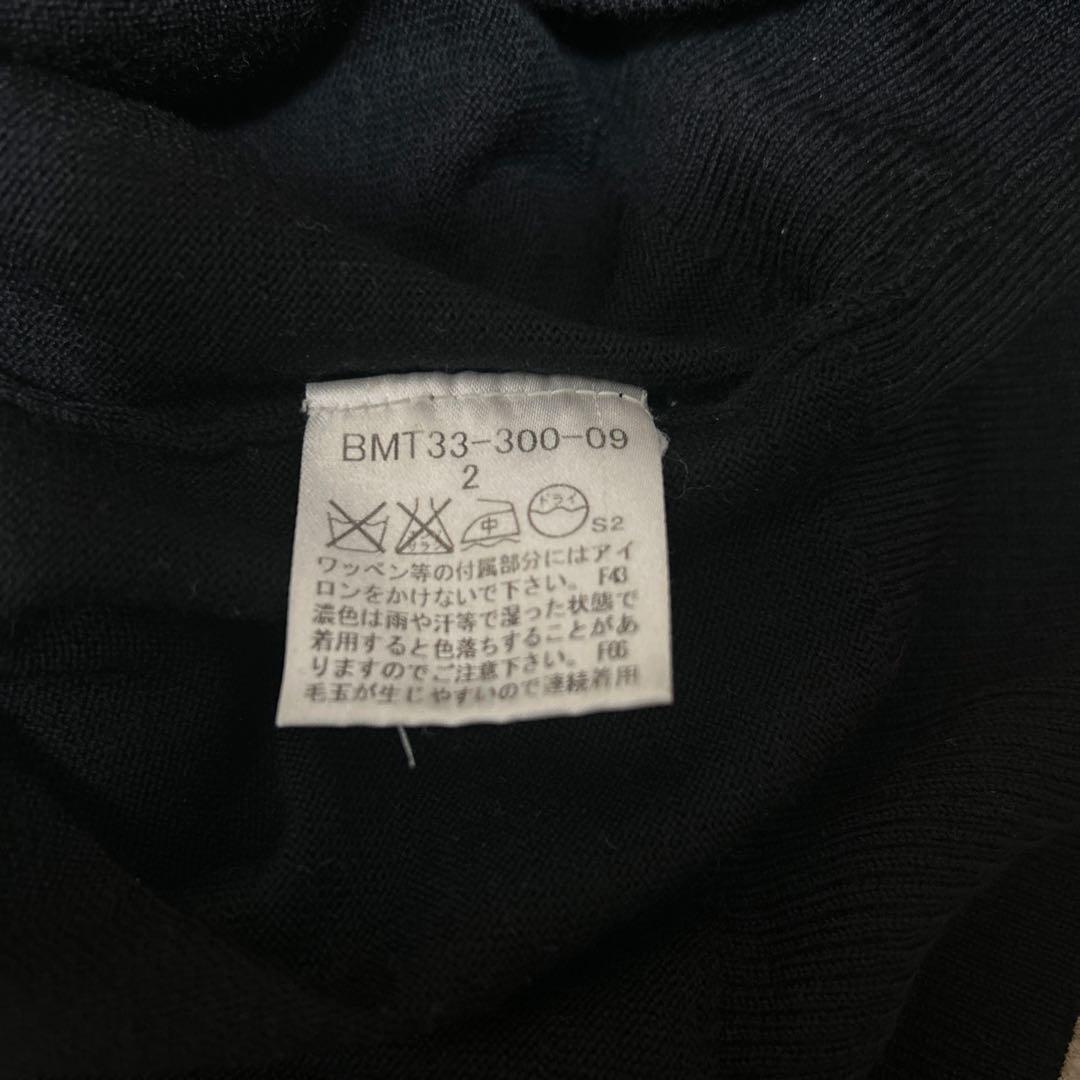 BMT33-300-09
2
中 ドライ S2
ワッペン等の付属部分にはアイ
ロンをかけないで下さい。 F43
濃色は雨や汗等で湿った状態で
着用すると色落ちすることがあ
りますのでご注意下さい。 F06
毛玉が生じやすいので連続着用